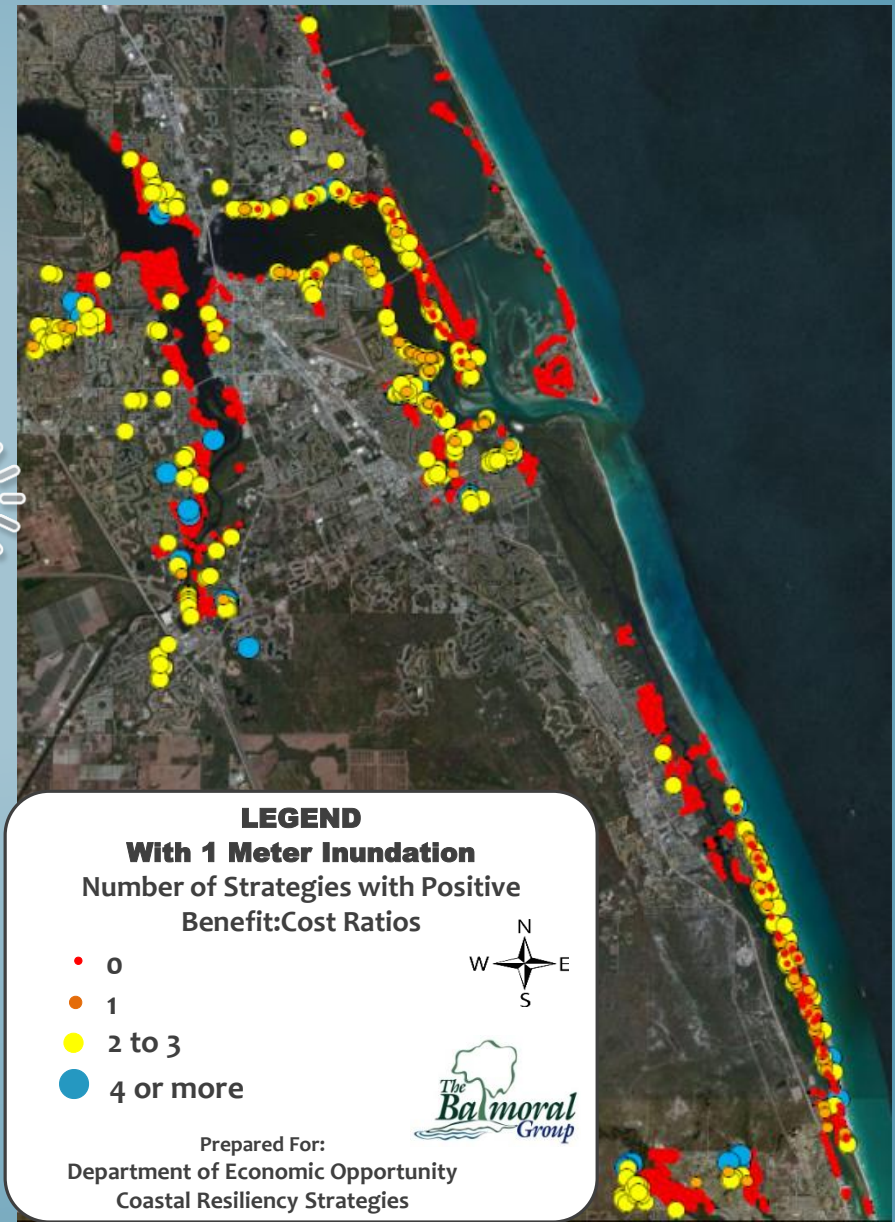 LEGEND
With 1 Meter Inundation
Number of Strategies with Positive
Benefit:Cost Ratios
0
1
2 to 3
4 or more
N
W E
S
The
Balmoral
Group
Prepared For:
Department of Economic Opportunity
Coastal Resiliency Strategies